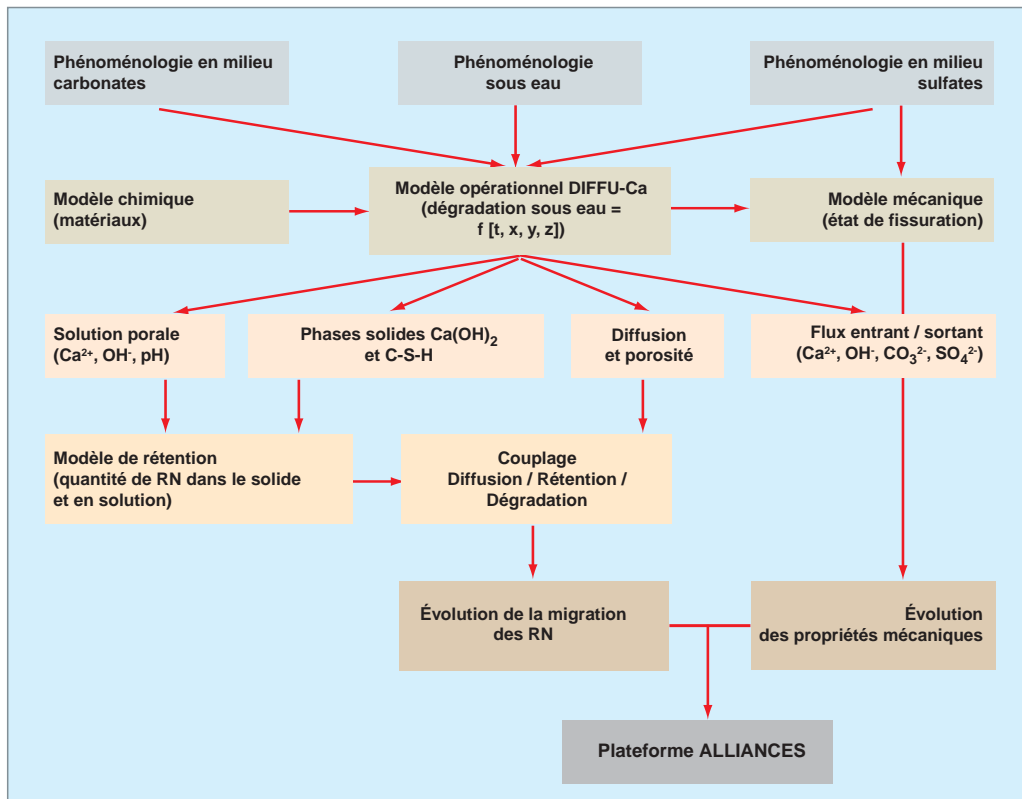 Phénoménologie en milieu
carbonates
Phénoménologie
sous eau
Phénoménologie en milieu
sulfates
Modèle chimique
(matériaux)
Modèle opérationnel DIFFU-Ca
(dégradation sous eau =
f [t, x, y, z])
Modèle mécanique
(état de fissuration)
Solution porale
(Ca²⁺, OH⁻, pH)
Phases solides Ca(OH)₂
et C-S-H
Diffusion
et porosité
Flux entrant / sortant
(Ca²⁺, OH⁻, CO₃²⁻, SO₄²⁻)
Modèle de rétention
(quantité de RN dans le solide
et en solution)
Couplage
Diffusion / Rétention /
Dégradation
Évolution de la migration
des RN
Évolution
des propriétés mécaniques
Plateforme ALLIANCES